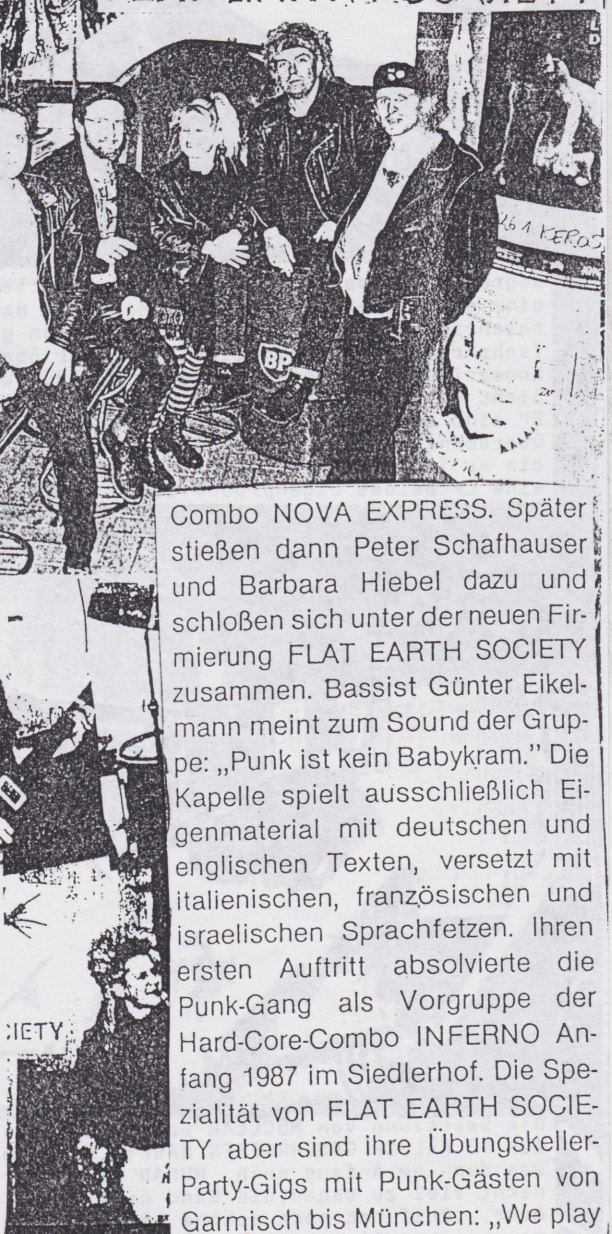 BP
Combo NOVA EXPRESS. Später
stießen dann Peter Schafhauser
und Barbara Hiebel dazu und
schloßen sich unter der neuen Fir-
mierung FLAT EARTH SOCIETY
zusammen. Bassist Günter Eikel-
mann meint zum Sound der Grup-
pe: „Punk ist kein Babykram.” Die
Kapelle spielt ausschließlich Ei-
genmaterial mit deutschen und
englischen Texten, versetzt mit
italienischen, französischen und
israelischen Sprachfetzen. Ihren
ersten Auftritt absolvierte die
Punk-Gang als Vorgruppe der
Hard-Core-Combo INFERNO An-
fang 1987 im Siedlerhof. Die Spe-
zialität von FLAT EARTH SOCIE-
TY aber sind ihre Übungskeller-
Party-Gigs mit Punk-Gästen von
Garmisch bis München: „We play
CIETY